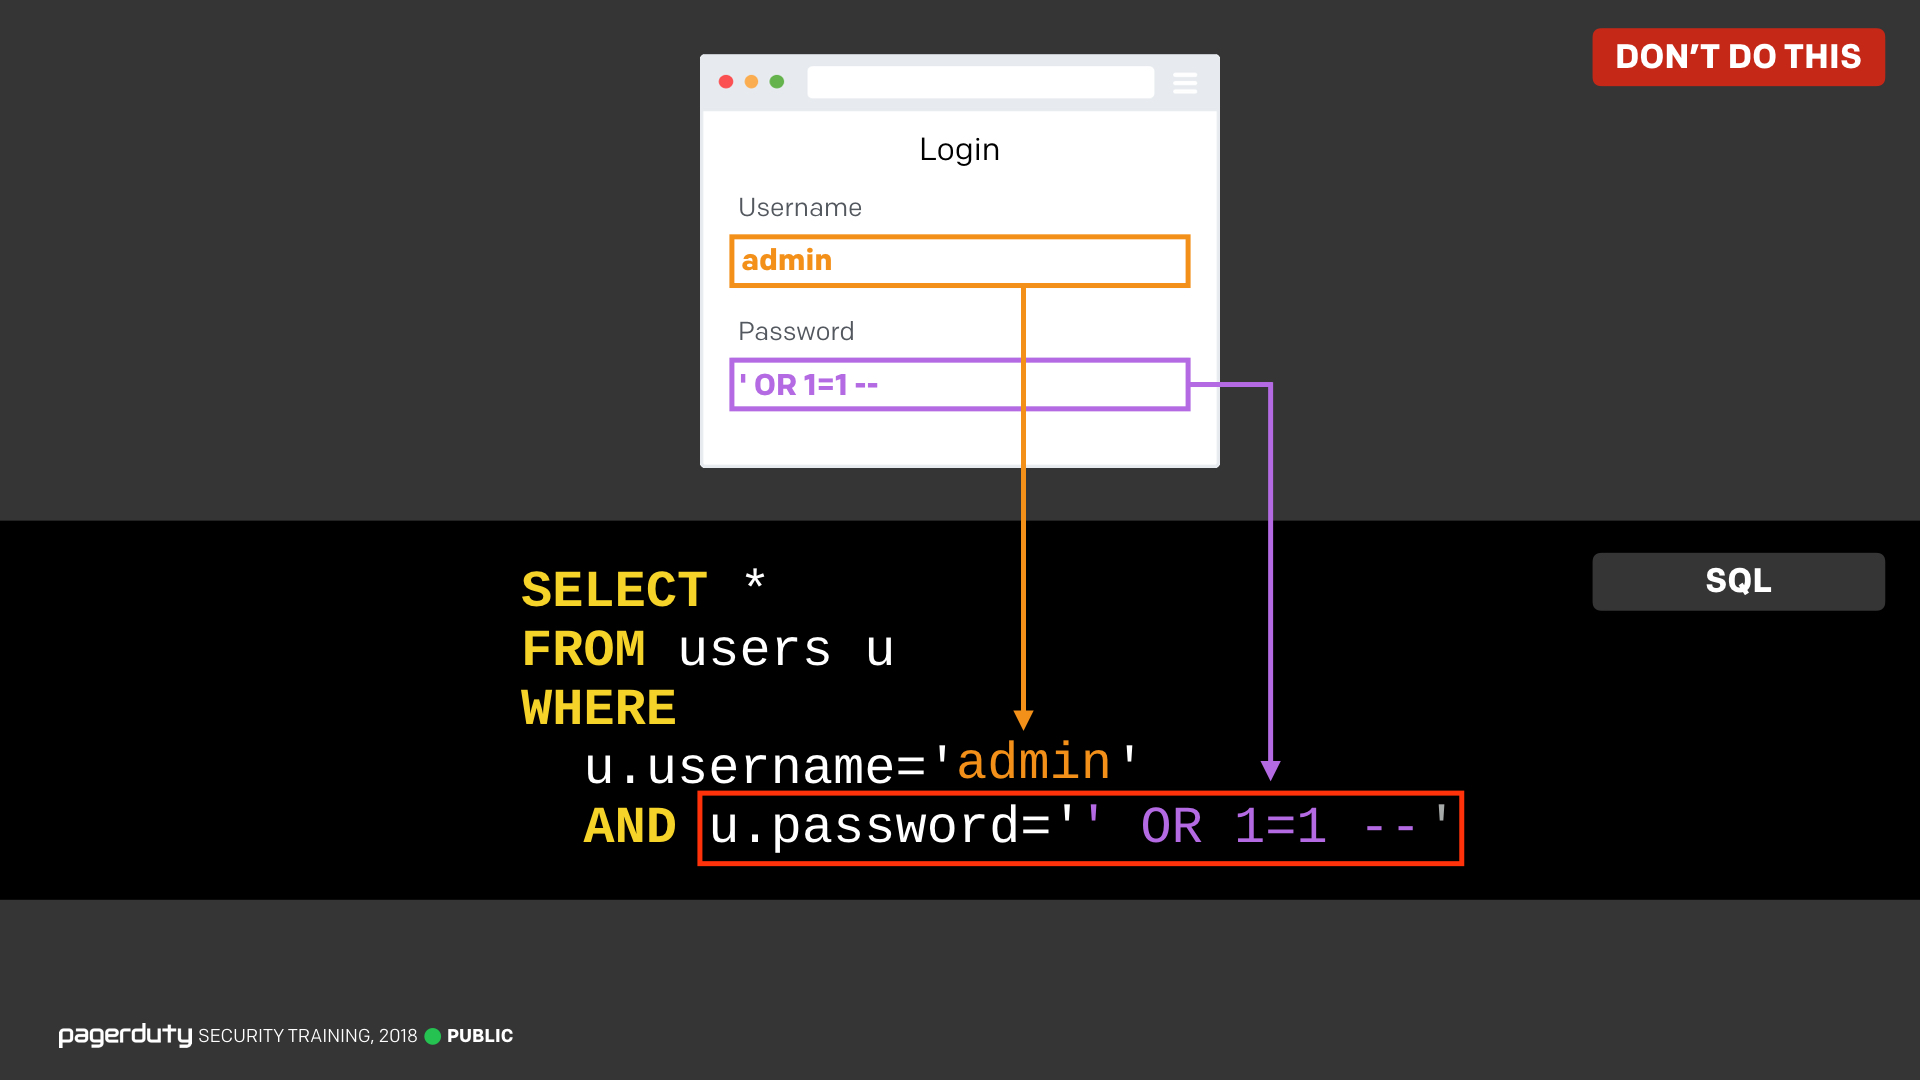 DON’T DO THIS
Login
Username
admin
Password
' OR 1=1 --
SQL
SELECT *
FROM users u
WHERE
u.username='admin'
AND u.password='' OR 1=1 --'
pagerduty SECURITY TRAINING, 2018 PUBLIC